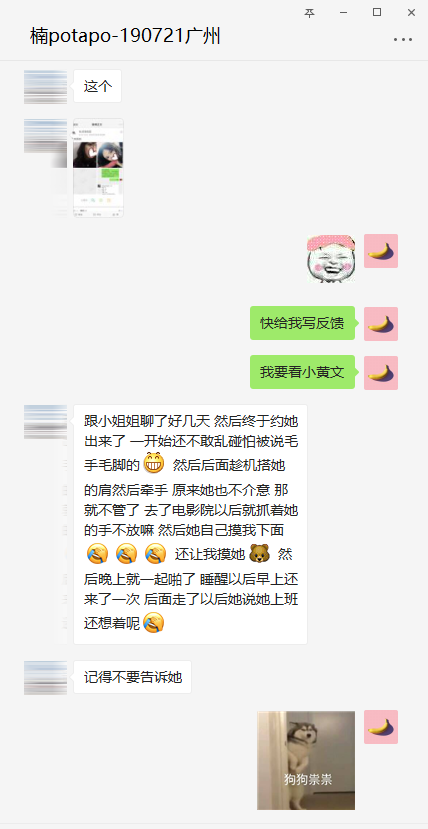 楠potapo-190721广州
这个
快给我写反馈
我要看小黄文
跟小姐姐聊了好几天 然后终于约她
出来了 一开始还不敢乱碰怕被说毛
手毛脚的😁 然后后面趁机搭她
的肩然后牵手 原来她也不介意 那
就不管了 去了电影院以后就抓着她
的手不放嘛 然后她自己摸我下面
🤣 🤣 🤣 还让我摸她 🐻 然
后晚上就一起啪了 睡醒以后早上还
来了一次 后面走了以后她说她上班
还想着呢 🤣
记得不要告诉她
狗狗祟祟